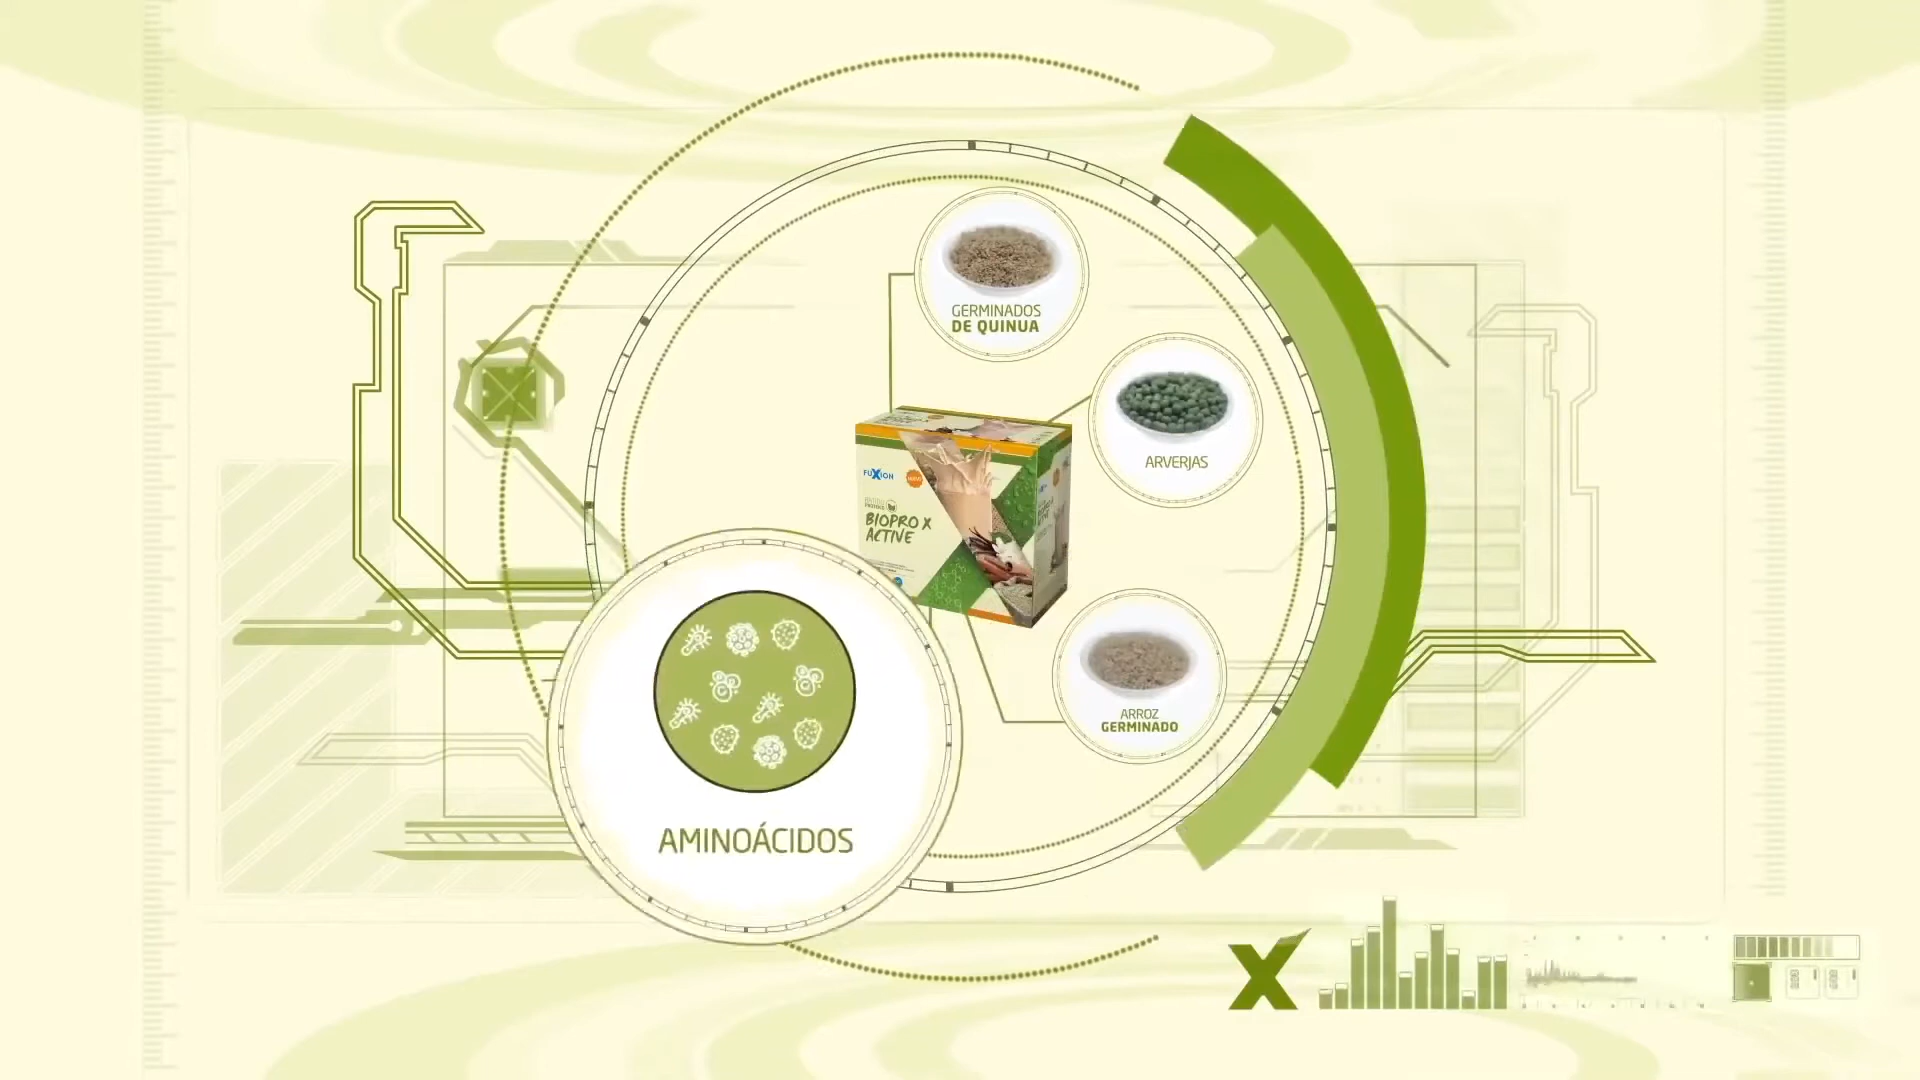 GERMINADOS
DE QUINUA
ARVERJAS
FUXION
BIOPRO X
ACTIVE
ARROZ
GERMINADO
AMINOÁCIDOS
X